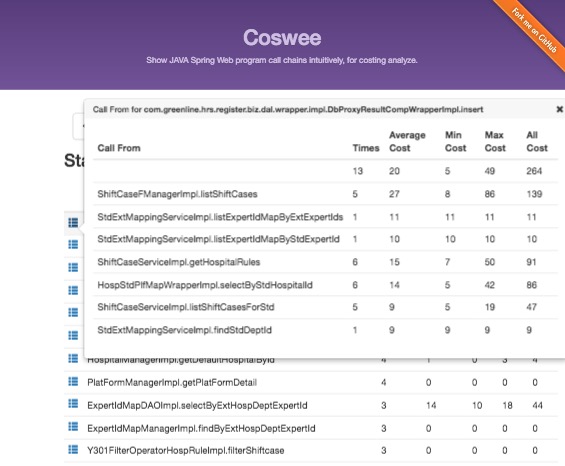 Fork me on GitHub
Coswee
Show JAVA Spring Web program call chains intuitively, for costing analyze.
Call From for com.greenline.hrs.register.biz.dal.wrapper.impl.DbProxyResultCompWrapperImpl.insert ×
Call From Times Average Cost Min Cost Max Cost All Cost
13 20 5 49 264
ShiftCaseFManagerImpl.listShiftCases 5 27 8 86 139
StdExtMappingServiceImpl.listExpertIdMapByExtExpertIds 1 11 11 11 11
StdExtMappingServiceImpl.listExpertIdMapByStdExpertId 1 10 10 10 10
ShiftCaseServiceImpl.getHospitalRules 6 15 7 50 91
HospStdPlfMapWrapperImpl.selectByStdHospitalId 6 14 5 42 86
ShiftCaseServiceImpl.listShiftCasesForStd 5 9 5 19 47
StdExtMappingServiceImpl.findStdDeptId 1 9 9 9 9
HospitalManagerImpl.getDefaultHospitalById 4 1 0 3 4
PlatFormManagerImpl.getPlatFormDetail 4 0 0 0 0
ExpertIdMapDAOImpl.selectByExtHospDeptExpertId 3 14 10 18 44
ExpertIdMapManagerImpl.findByExtHospDeptExpertId 3 0 0 0 0
Y301FilterOperatorHospRuleImpl.filterShiftcase 3 0 0 0 0